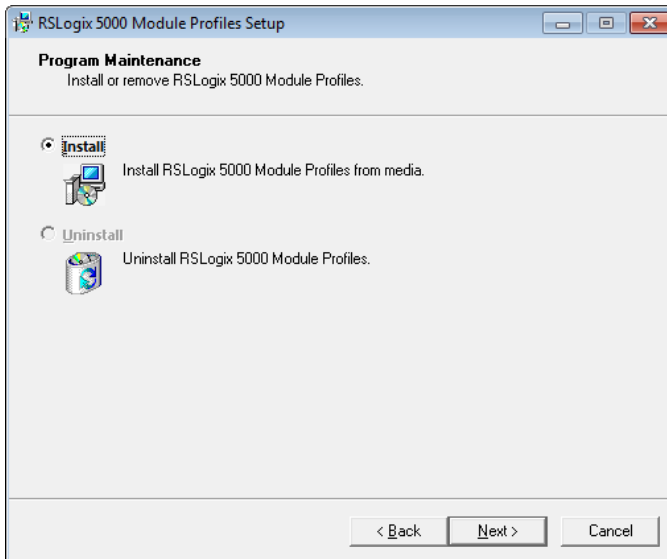 RSLogix 5000 Module Profiles Setup
Program Maintenance
Install or remove RSLogix 5000 Module Profiles.
Install
Install RSLogix 5000 Module Profiles from media.
Uninstall
Uninstall RSLogix 5000 Module Profiles.
< Back Next > Cancel